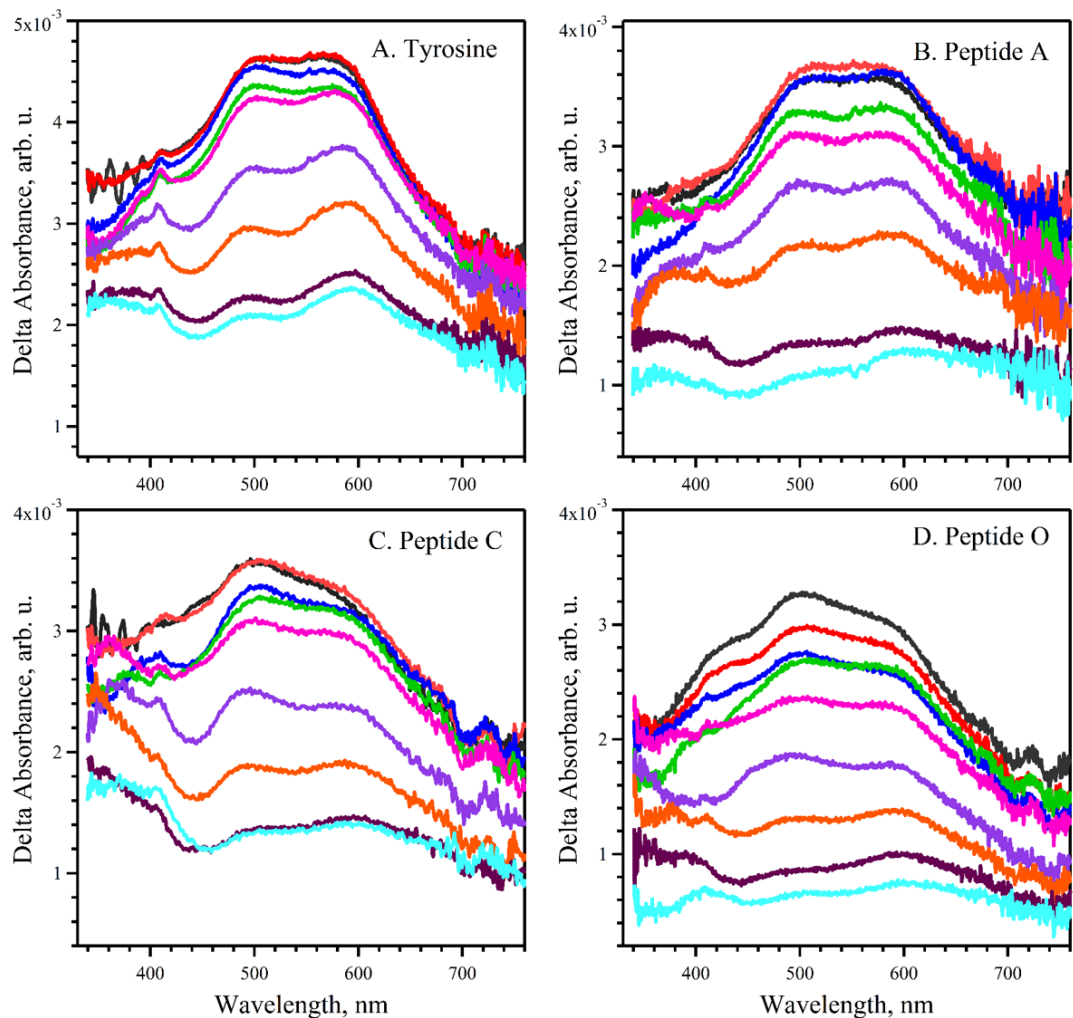 5x10⁻³
A. Tyrosine
4
3
2
1
Delta Absorbance, arb. u.
400
500
600
700
4x10⁻³
B. Peptide A
3
2
1
Delta Absorbance, arb. u.
400
500
600
700
4x10⁻³
C. Peptide C
3
2
1
Delta Absorbance, arb. u.
400
500
600
700
Wavelength, nm
4x10⁻³
D. Peptide O
3
2
1
Delta Absorbance, arb. u.
400
500
600
700
Wavelength, nm